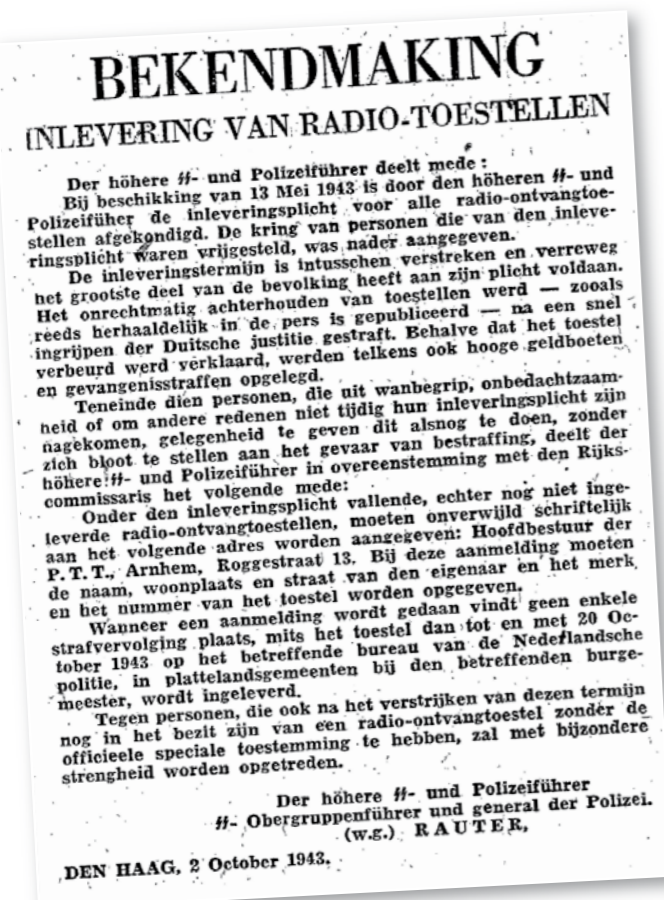 BEKENDMAKING
INLEVERING VAN RADIO-TOESTELLEN
Der höhere SS- und Polizeiführer deelt mede:
Bij beschikking van 13 Mei 1943 is door den höheren SS- und
Polizeifüher de inleveringsplicht voor alle radio-ontvangtoe-
stellen afgekondigd. De kring van personen die van den inleve-
ringsplicht waren vrijgesteld, was nader aangegeven.
De inleveringstermijn is intusschen verstreken en verreweg
het grootste deel van de bevolking heeft aan zijn plicht voldaan.
Het onrechtmatig achterhouden van toestellen werd — zooals
reeds herhaaldelijk in de pers is gepubliceerd — na een snel
ingrijpen der Duitsche justitie gestraft. Behalve dat het toestel
verbeurd werd verklaard, werden telkens ook hooge geldboeten
en gevangenisstraffen opgelegd.
Teneinde dien personen, die uit wanbegrip, onbedachtzaam-
heid of om andere redenen niet tijdig hun inleveringsplicht zijn
nagekomen, gelegenheid te geven dit alsnog te doen, zonder
zich bloot te stellen aan het gevaar van bestraffing, deelt der
höhere SS- und Polizeiführer in overeenstemming met den Rijks-
commissaris het volgende mede:
Onder den inleveringsplicht vallende, echter nog niet inge-
leverde radio-ontvangtoestellen, moeten onverwijld schriftelijk
aan het volgende adres worden aangegeven: Hoofdbestuur der
P.T.T., Arnhem, Roggestraat 13. Bij deze aanmelding moeten
de naam, woonplaats en straat van den eigenaar en het merk
en het nummer van het toestel worden opgegeven.
Wanneer een aanmelding wordt gedaan vindt geen enkele
strafvervolging plaats, mits het toestel dan tot en met 20 Oc-
tober 1943 op het betreffende bureau van de Nederlandsche
politie, in plattelandsgemeenten bij den betreffenden burge-
meester, wordt ingeleverd.
Tegen personen, die ook na het verstrijken van dezen termijn
nog in het bezit zijn van een radio-ontvangtoestel zonder de
officieele speciale toestemming te hebben, zal met bijzondere
strengheid worden opgetreden.
Der höhere SS- und Polizeiführer
SS- Obergruppenführer und general der Polizei.
(w.g.) RAUTER,
DEN HAAG, 2 October 1943.